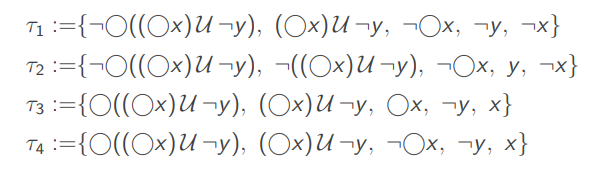 τ₁ :={¬◯((◯x)𝒰 ¬y), (◯x)𝒰 ¬y, ¬◯x, ¬y, ¬x}
τ₂ :={¬◯((◯x)𝒰 ¬y), ¬((◯x)𝒰 ¬y), ¬◯x, y, ¬x}
τ₃ :={◯((◯x)𝒰 ¬y), (◯x)𝒰 ¬y, ◯x, ¬y, x}
τ₄ :={◯((◯x)𝒰 ¬y), (◯x)𝒰 ¬y, ¬◯x, ¬y, x}